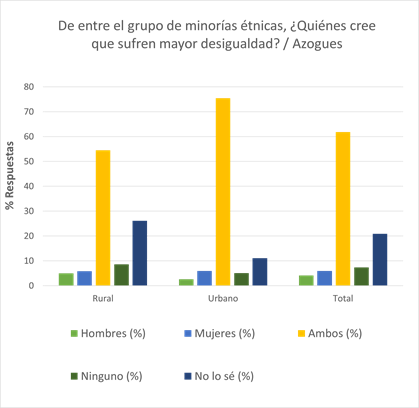 De entre el grupo de minorías étnicas, ¿Quiénes cree
que sufren mayor desigualdad? / Azogues
% Respuestas
80
70
60
50
40
30
20
10
0
Rural Urbano Total
Hombres (%) Mujeres (%) Ambos (%)
Ninguno (%) No lo sé (%)